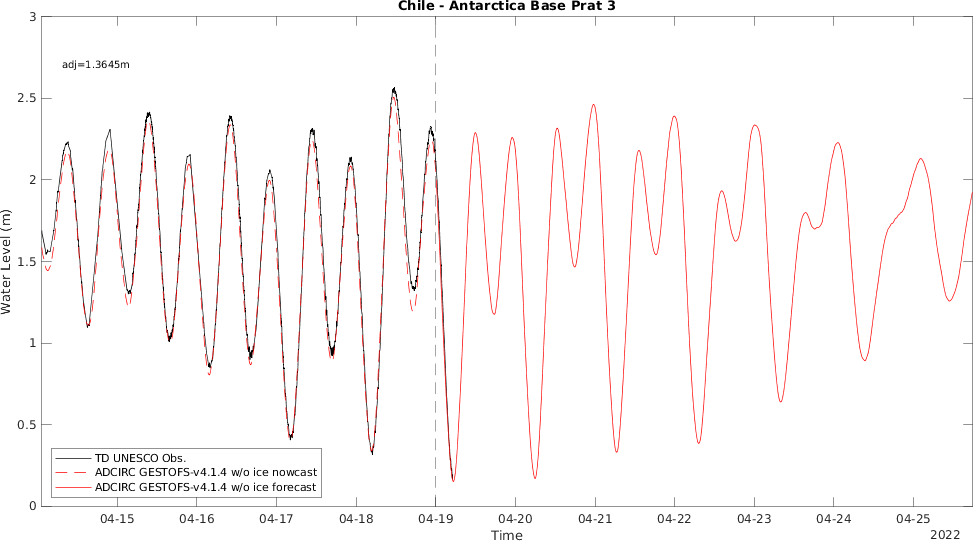 Chile - Antarctica Base Prat 3
adj=1.3645m
3
2.5
2
1.5
1
0.5
0
Water Level (m)
TD UNESCO Obs.
ADCIRC GESTOFS-v4.1.4 w/o ice nowcast
ADCIRC GESTOFS-v4.1.4 w/o ice forecast
04-15 04-16 04-17 04-18 04-19 04-20 04-21 04-22 04-23 04-24 04-25
Time
2022